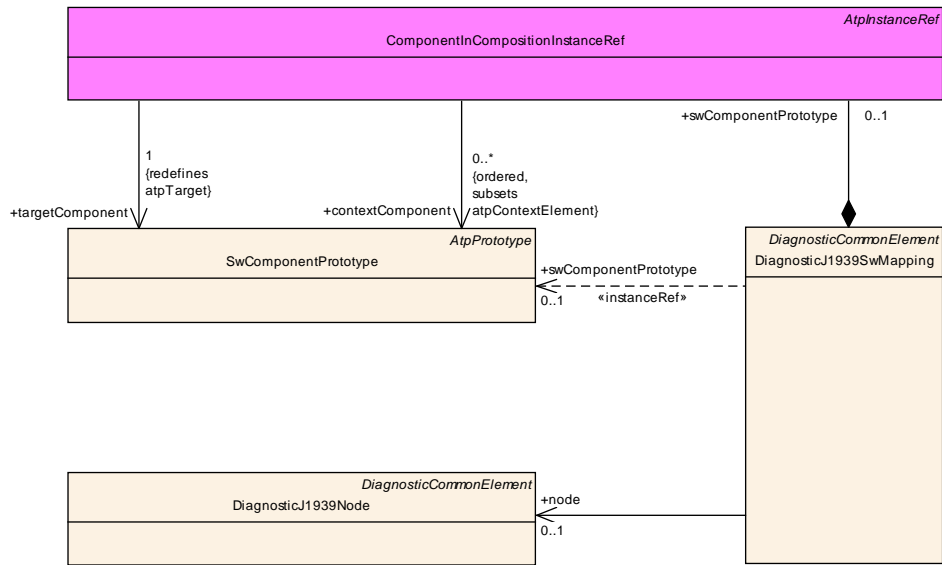 AtpInstanceRef
ComponentInCompositionInstanceRef
+swComponentPrototype
0..1
1
{redefines
atpTarget}
0..*
{ordered,
subsets
atpContextElement}
+targetComponent
+contextComponent
AtpPrototype
SwComponentPrototype
DiagnosticCommonElement
DiagnosticJ1939SwMapping
+swComponentPrototype
0..1
«instanceRef»
DiagnosticCommonElement
DiagnosticJ1939Node
+node
0..1